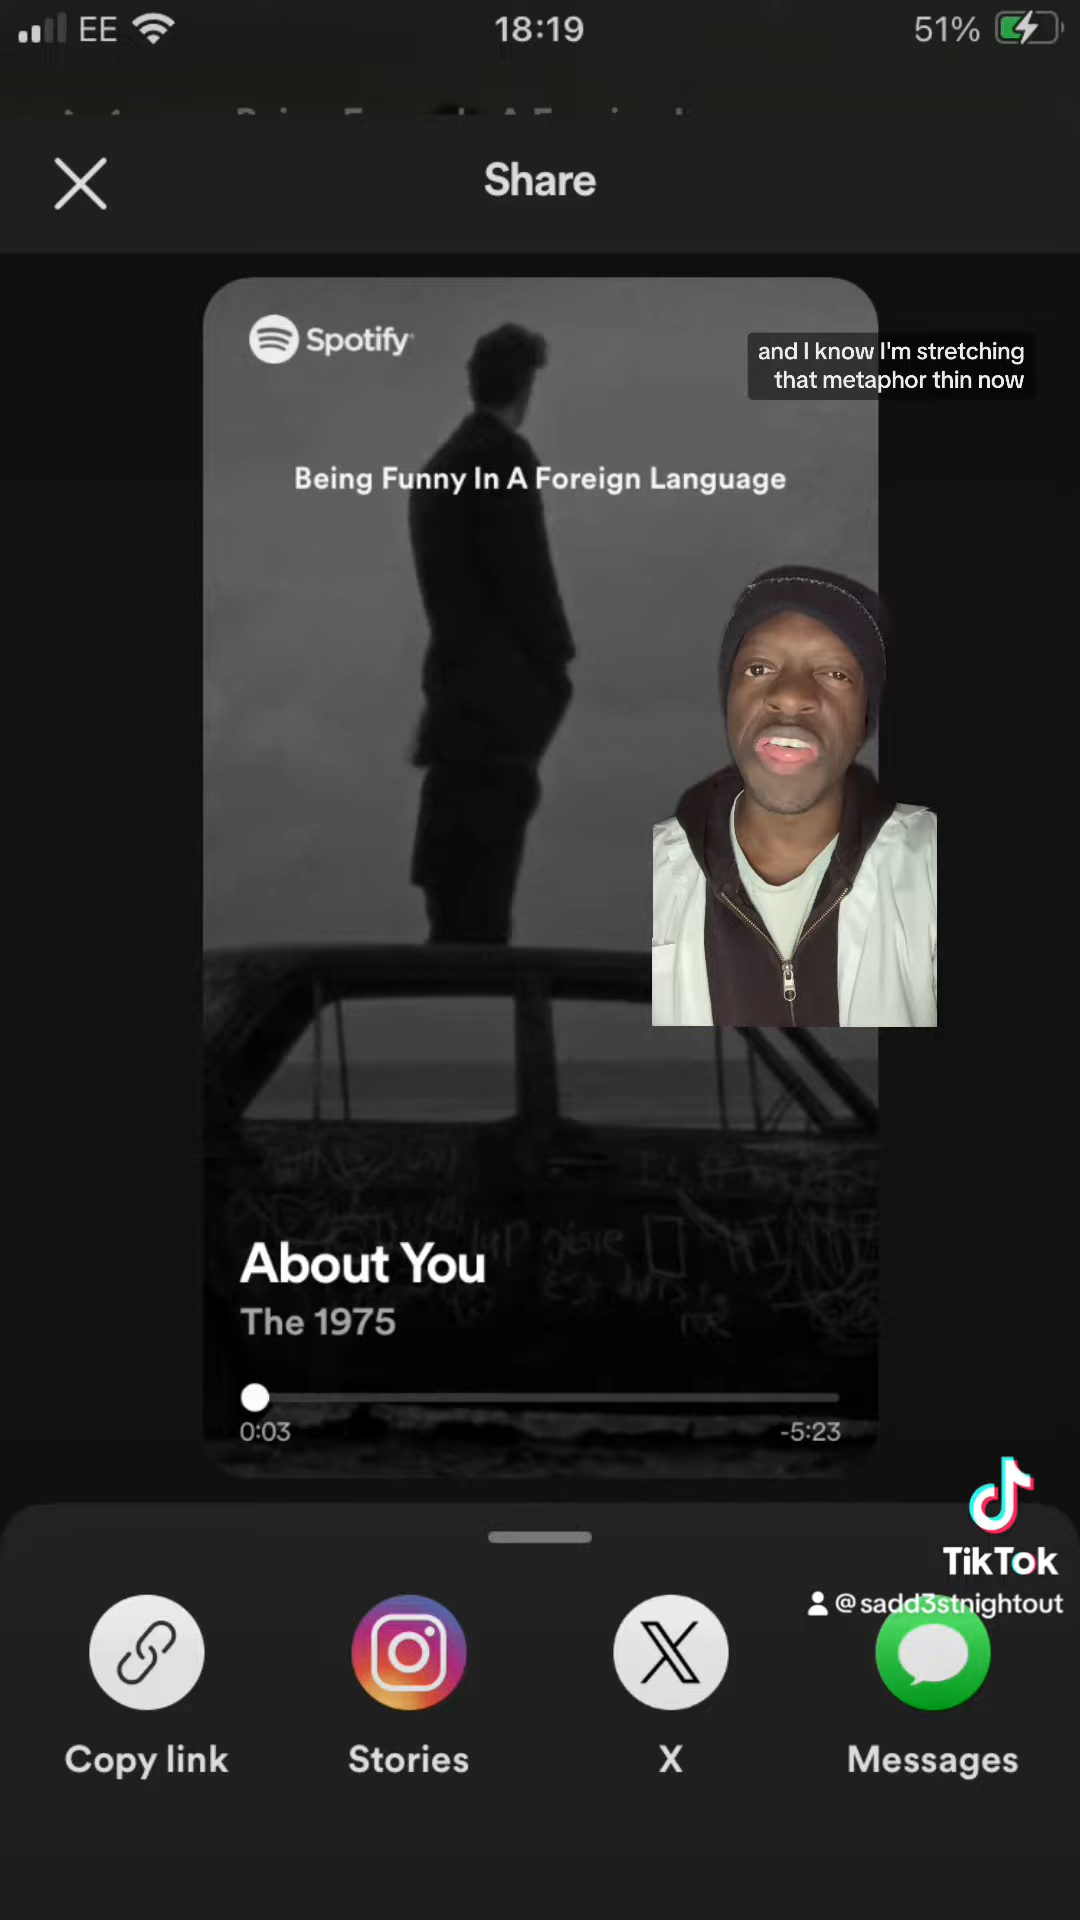 EE
18:19
51%
Share
Spotify
and I know I'm stretching
that metaphor thin now
Being Funny In A Foreign Language
About You
The 1975
0:03
-5:23
TikTok
@sadd3stnightout
Copy link
Stories
X
Messages